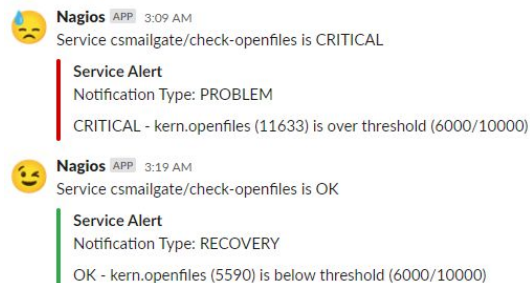 Nagios APP 3:09 AM
Service csmailgate/check-openfiles is CRITICAL
Service Alert
Notification Type: PROBLEM
CRITICAL - kern.openfiles (11633) is over threshold (6000/10000)
Nagios APP 3:19 AM
Service csmailgate/check-openfiles is OK
Service Alert
Notification Type: RECOVERY
OK - kern.openfiles (5590) is below threshold (6000/10000)